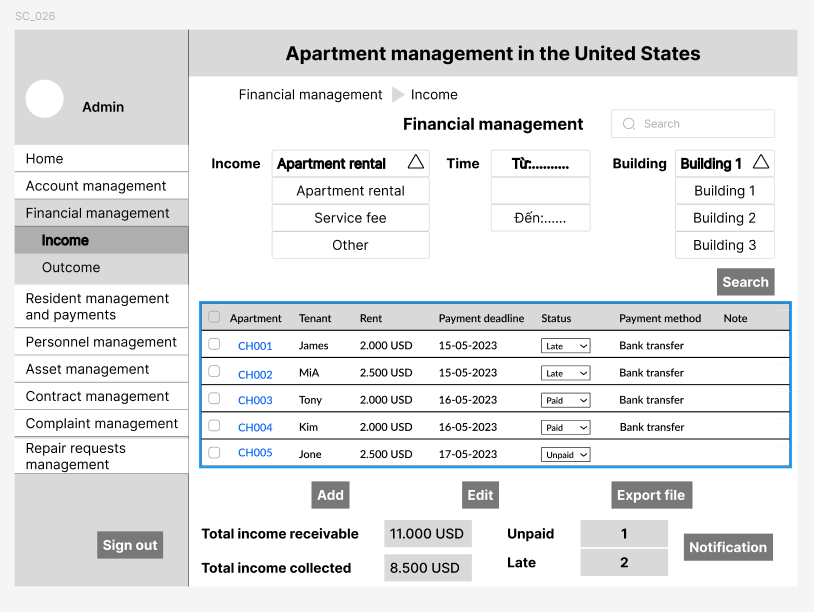 SC_026
Apartment management in the United States
Admin
Home
Account management
Financial management
Income
Outcome
Resident management
and payments
Personnel management
Asset management
Contract management
Complaint management
Repair requests
management
Sign out
Financial management Income
Financial management
Search
Income Apartment rental Time Từ:........... Building Building 1
Apartment rental Building 1
Service fee Đến:...... Building 2
Other Building 3
Search
Apartment Tenant Rent Payment deadline Status Payment method Note
CH001 James 2.000 USD 15-05-2023 Late Bank transfer
CH002 MiA 2.500 USD 15-05-2023 Late Bank transfer
CH003 Tony 2.000 USD 16-05-2023 Paid Bank transfer
CH004 Kim 2.000 USD 16-05-2023 Paid Bank transfer
CH005 Jone 2.500 USD 17-05-2023 Unpaid
Add Edit Export file
Total income receivable 11.000 USD Unpaid 1
Notification
Total income collected 8.500 USD Late 2